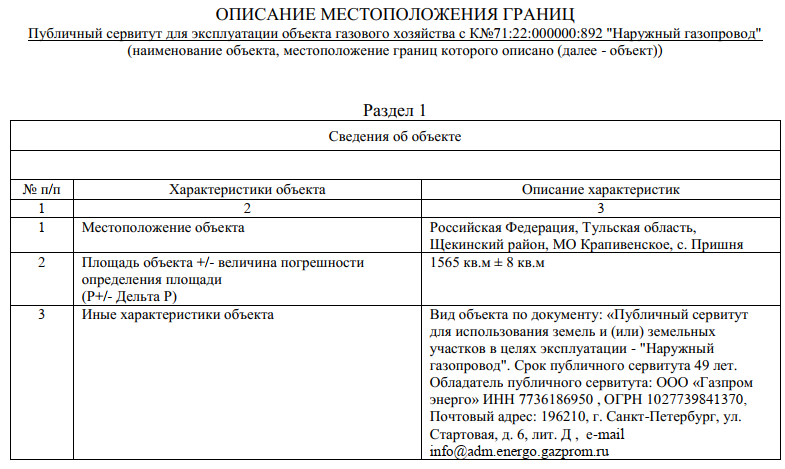 ОПИСАНИЕ МЕСТОПОЛОЖЕНИЯ ГРАНИЦ
Публичный сервитут для эксплуатации объекта газового хозяйства с К№71:22:000000:892 "Наружный газопровод"
(наименование объекта, местоположение границ которого описано (далее - объект))
Раздел 1
Сведения об объекте
№ п/п Характеристики объекта Описание характеристик
1 2 3
1 Местоположение объекта Российская Федерация, Тульская область,
Щекинский район, МО Крапивенское, с. Пришня
2 Площадь объекта +/- величина погрешности 1565 кв.м ± 8 кв.м
определения площади
(P+/- Дельта P)
3 Иные характеристики объекта Вид объекта по документу: «Публичный сервитут
для использования земель и (или) земельных
участков в целях эксплуатации - "Наружный
газопровод". Срок публичного сервитута 49 лет.
Обладатель публичного сервитута: ООО «Газпром
энерго» ИНН 7736186950 , ОГРН 1027739841370,
Почтовый адрес: 196210, г. Санкт-Петербург, ул.
Стартовая, д. 6, лит. Д , e-mail
info@adm.energo.gazprom.ru